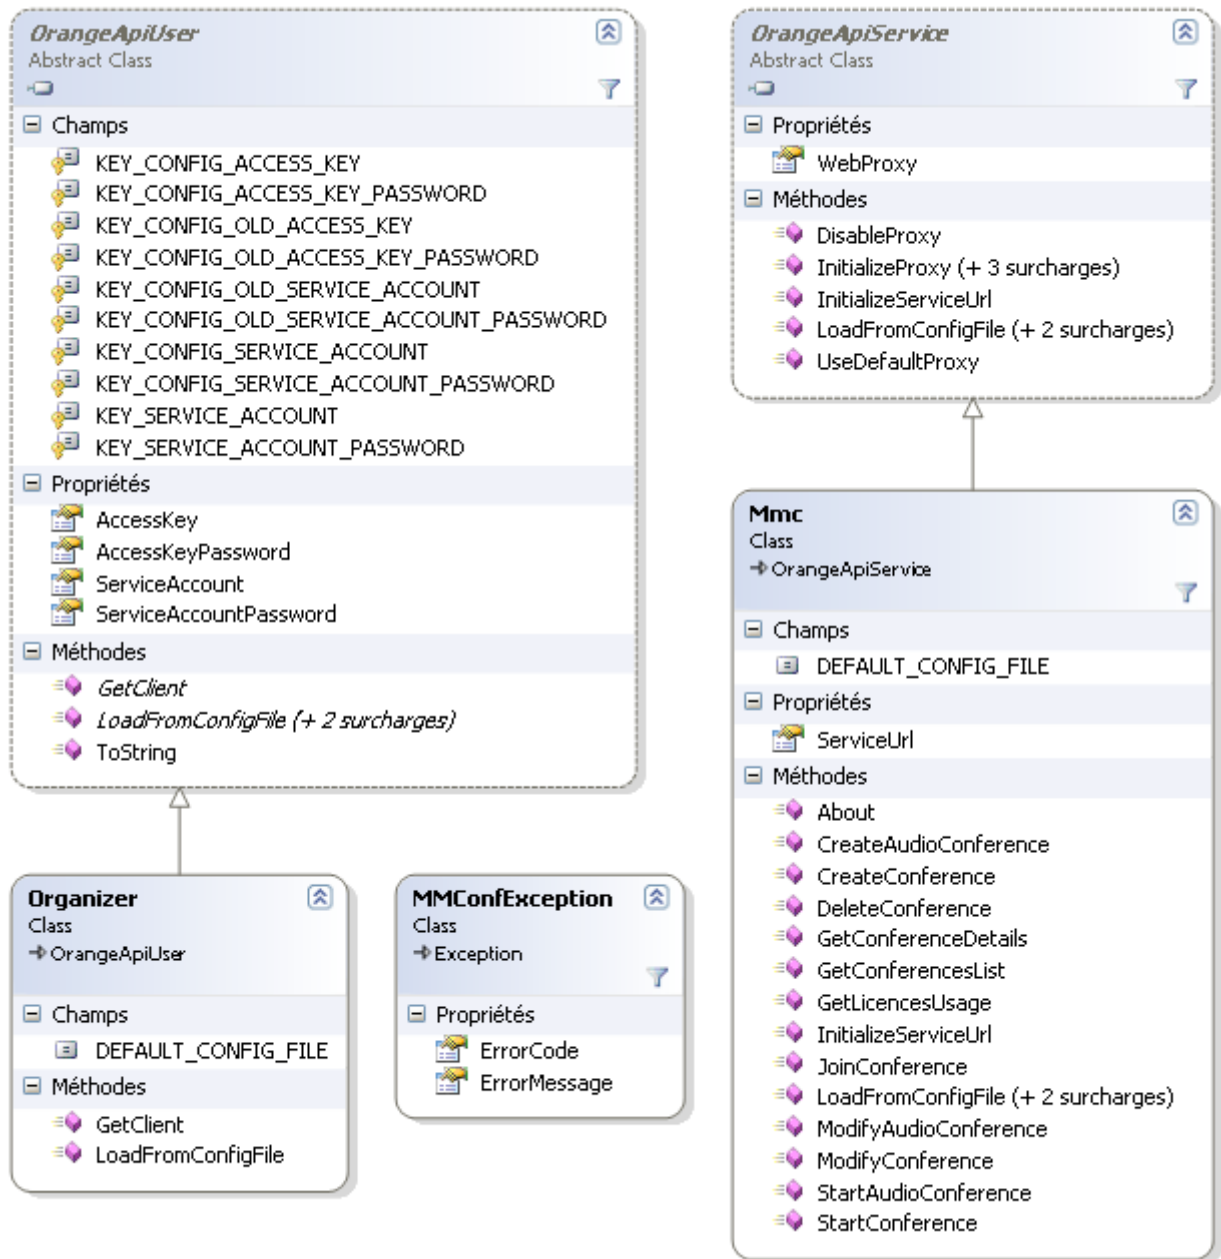 OrangeApiUser
Abstract Class
Champs
KEY_CONFIG_ACCESS_KEY
KEY_CONFIG_ACCESS_KEY_PASSWORD
KEY_CONFIG_OLD_ACCESS_KEY
KEY_CONFIG_OLD_ACCESS_KEY_PASSWORD
KEY_CONFIG_OLD_SERVICE_ACCOUNT
KEY_CONFIG_OLD_SERVICE_ACCOUNT_PASSWORD
KEY_CONFIG_SERVICE_ACCOUNT
KEY_CONFIG_SERVICE_ACCOUNT_PASSWORD
KEY_SERVICE_ACCOUNT
KEY_SERVICE_ACCOUNT_PASSWORD
Propriétés
AccessKey
AccessKeyPassword
ServiceAccount
ServiceAccountPassword
Méthodes
GetClient
LoadFromConfigFile (+ 2 surcharges)
ToString
OrangeApiService
Abstract Class
Propriétés
WebProxy
Méthodes
DisableProxy
InitializeProxy (+ 3 surcharges)
InitializeServiceUrl
LoadFromConfigFile (+ 2 surcharges)
UseDefaultProxy
Organizer
Class
OrangeApiUser
Champs
DEFAULT_CONFIG_FILE
Méthodes
GetClient
LoadFromConfigFile
MMConfException
Class
Exception
Propriétés
ErrorCode
ErrorMessage
Mmc
Class
OrangeApiService
Champs
DEFAULT_CONFIG_FILE
Propriétés
ServiceUrl
Méthodes
About
CreateAudioConference
CreateConference
DeleteConference
GetConferenceDetails
GetConferencesList
GetLicencesUsage
InitializeServiceUrl
JoinConference
LoadFromConfigFile (+ 2 surcharges)
ModifyAudioConference
ModifyConference
StartAudioConference
StartConference